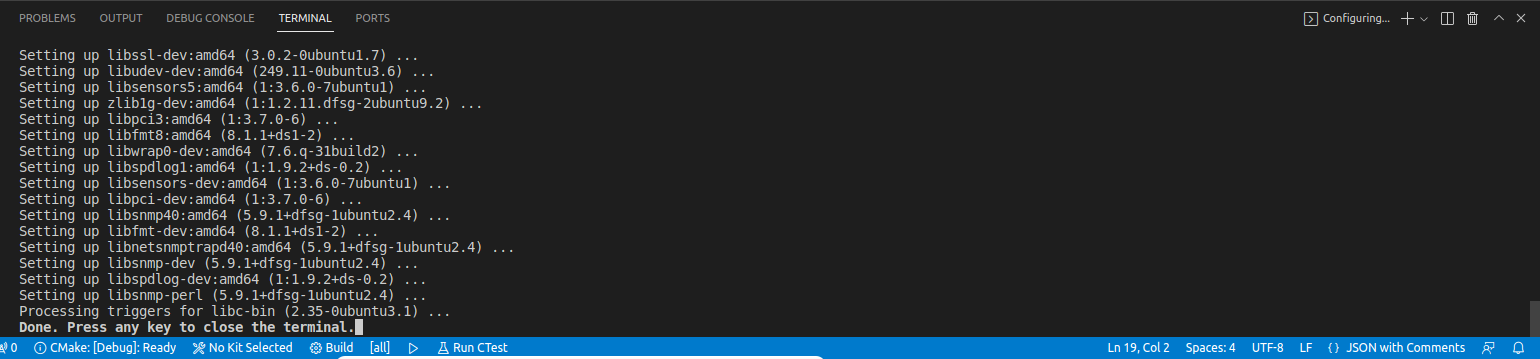 PROBLEMS OUTPUT DEBUG CONSOLE TERMINAL PORTS Configuring...
Setting up libssl-dev:amd64 (3.0.2-0ubuntu1.7) ...
Setting up libudev-dev:amd64 (249.11-0ubuntu3.6) ...
Setting up libsensors5:amd64 (1:3.6.0-7ubuntu1) ...
Setting up zlib1g-dev:amd64 (1:1.2.11.dfsg-2ubuntu9.2) ...
Setting up libpci3:amd64 (1:3.7.0-6) ...
Setting up libfmt8:amd64 (8.1.1+ds1-2) ...
Setting up libwrap0-dev:amd64 (7.6.q-31build2) ...
Setting up libspdlog1:amd64 (1:1.9.2+ds-0.2) ...
Setting up libsensors-dev:amd64 (1:3.6.0-7ubuntu1) ...
Setting up libpci-dev:amd64 (1:3.7.0-6) ...
Setting up libsnmp40:amd64 (5.9.1+dfsg-1ubuntu2.4) ...
Setting up libfmt-dev:amd64 (8.1.1+ds1-2) ...
Setting up libnetsnmptrapd40:amd64 (5.9.1+dfsg-1ubuntu2.4) ...
Setting up libsnmp-dev (5.9.1+dfsg-1ubuntu2.4) ...
Setting up libspdlog-dev:amd64 (1:1.9.2+ds-0.2) ...
Setting up libsnmp-perl (5.9.1+dfsg-1ubuntu2.4) ...
Processing triggers for libc-bin (2.35-0ubuntu3.1) ...
Done. Press any key to close the terminal.
0 CMake: [Debug]: Ready No Kit Selected Build [all] Run CTest Ln 19, Col 2 Spaces: 4 UTF-8 LF {} JSON with Comments